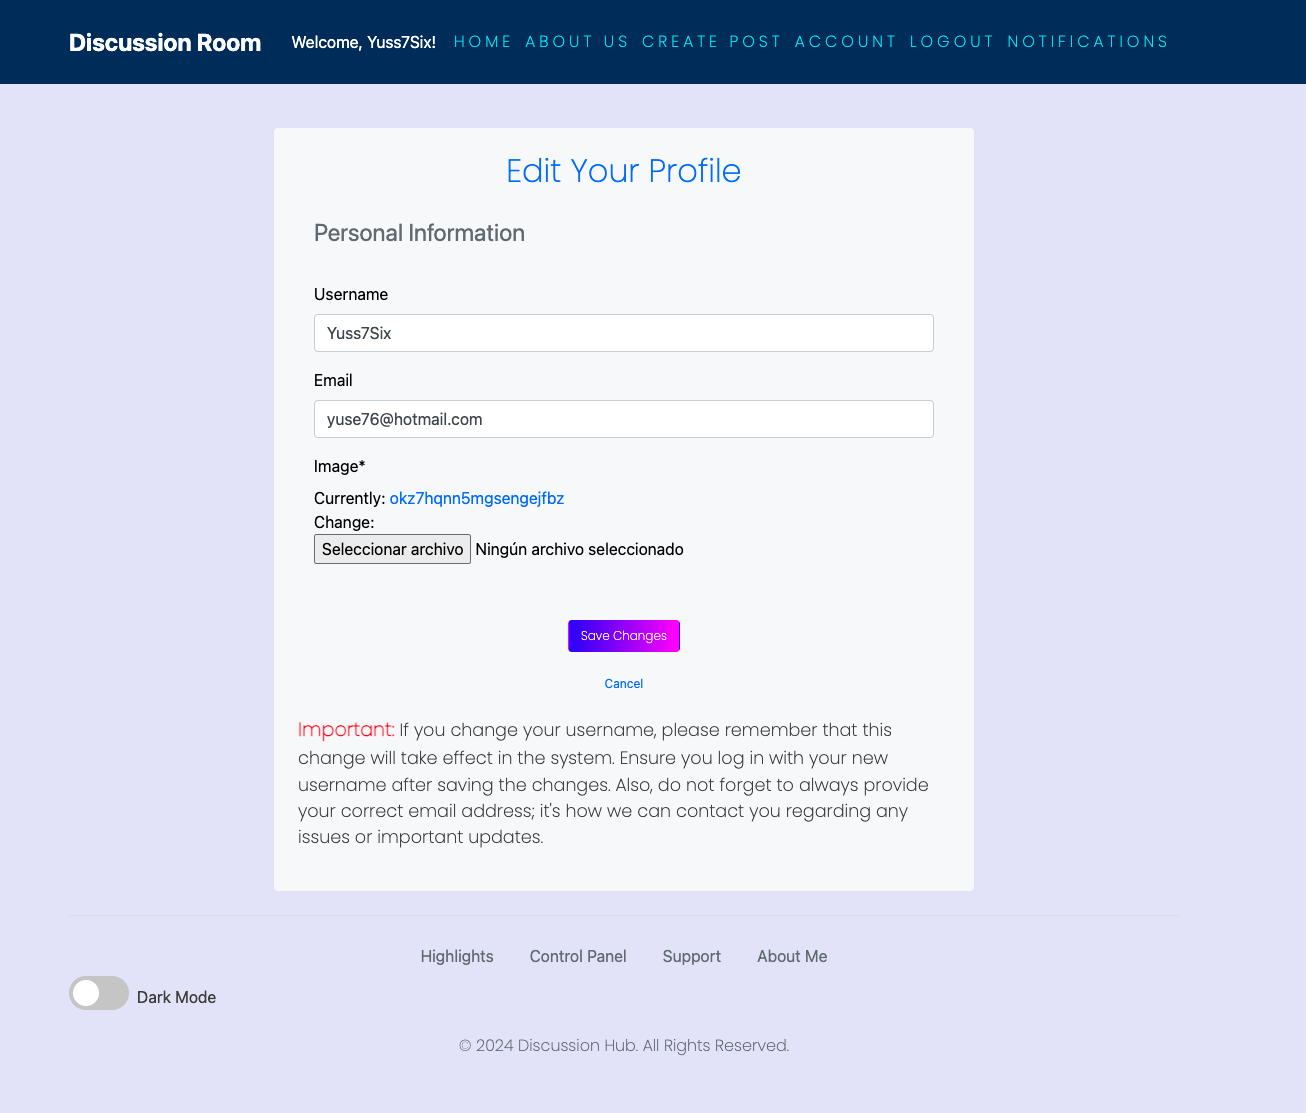 Discussion Room Welcome, Yuss7Six! HOME ABOUT US CREATE POST ACCOUNT LOGOUT NOTIFICATIONS
Edit Your Profile
Personal Information
Username
Yuss7Six
Email
yuse76@hotmail.com
Image*
Currently: okz7hqnn5mgsengejfbz
Change:
Seleccionar archivo Ningún archivo seleccionado
Save Changes
Cancel
Important: If you change your username, please remember that this
change will take effect in the system. Ensure you log in with your new
username after saving the changes. Also, do not forget to always provide
your correct email address; it's how we can contact you regarding any
issues or important updates.
Highlights Control Panel Support About Me
Dark Mode
© 2024 Discussion Hub. All Rights Reserved.